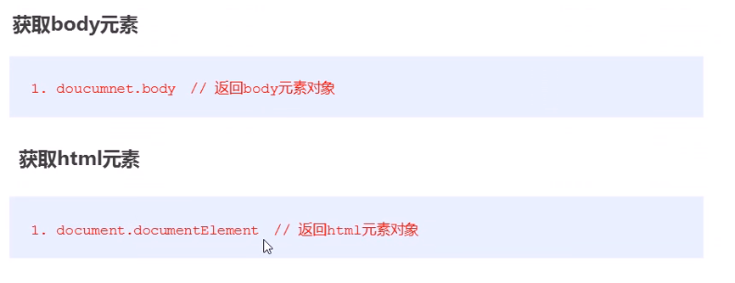 获取body元素
1. doucumnet.body // 返回body元素对象
获取html元素
1. document.documentElement // 返回html元素对象